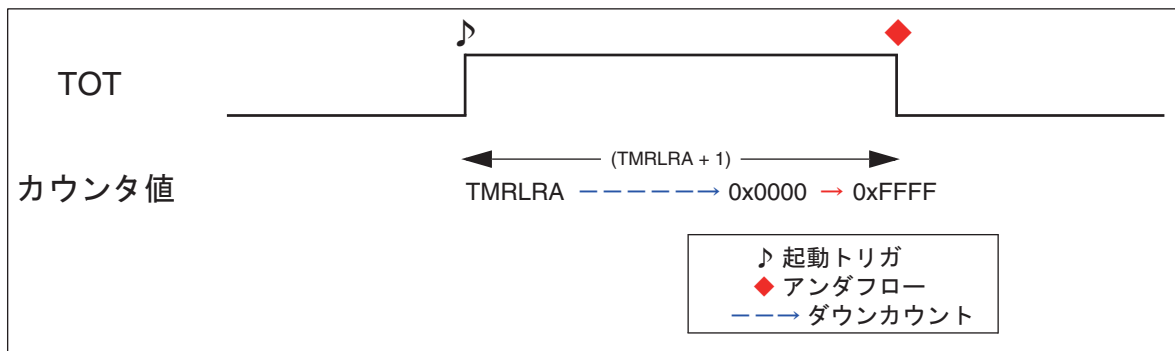 TOT
(TMRLRA + 1)
カウンタ値
TMRLRA 0x0000 → 0xFFFF
♪ 起動トリガ
◆ アンダフロー
---→ ダウンカウント